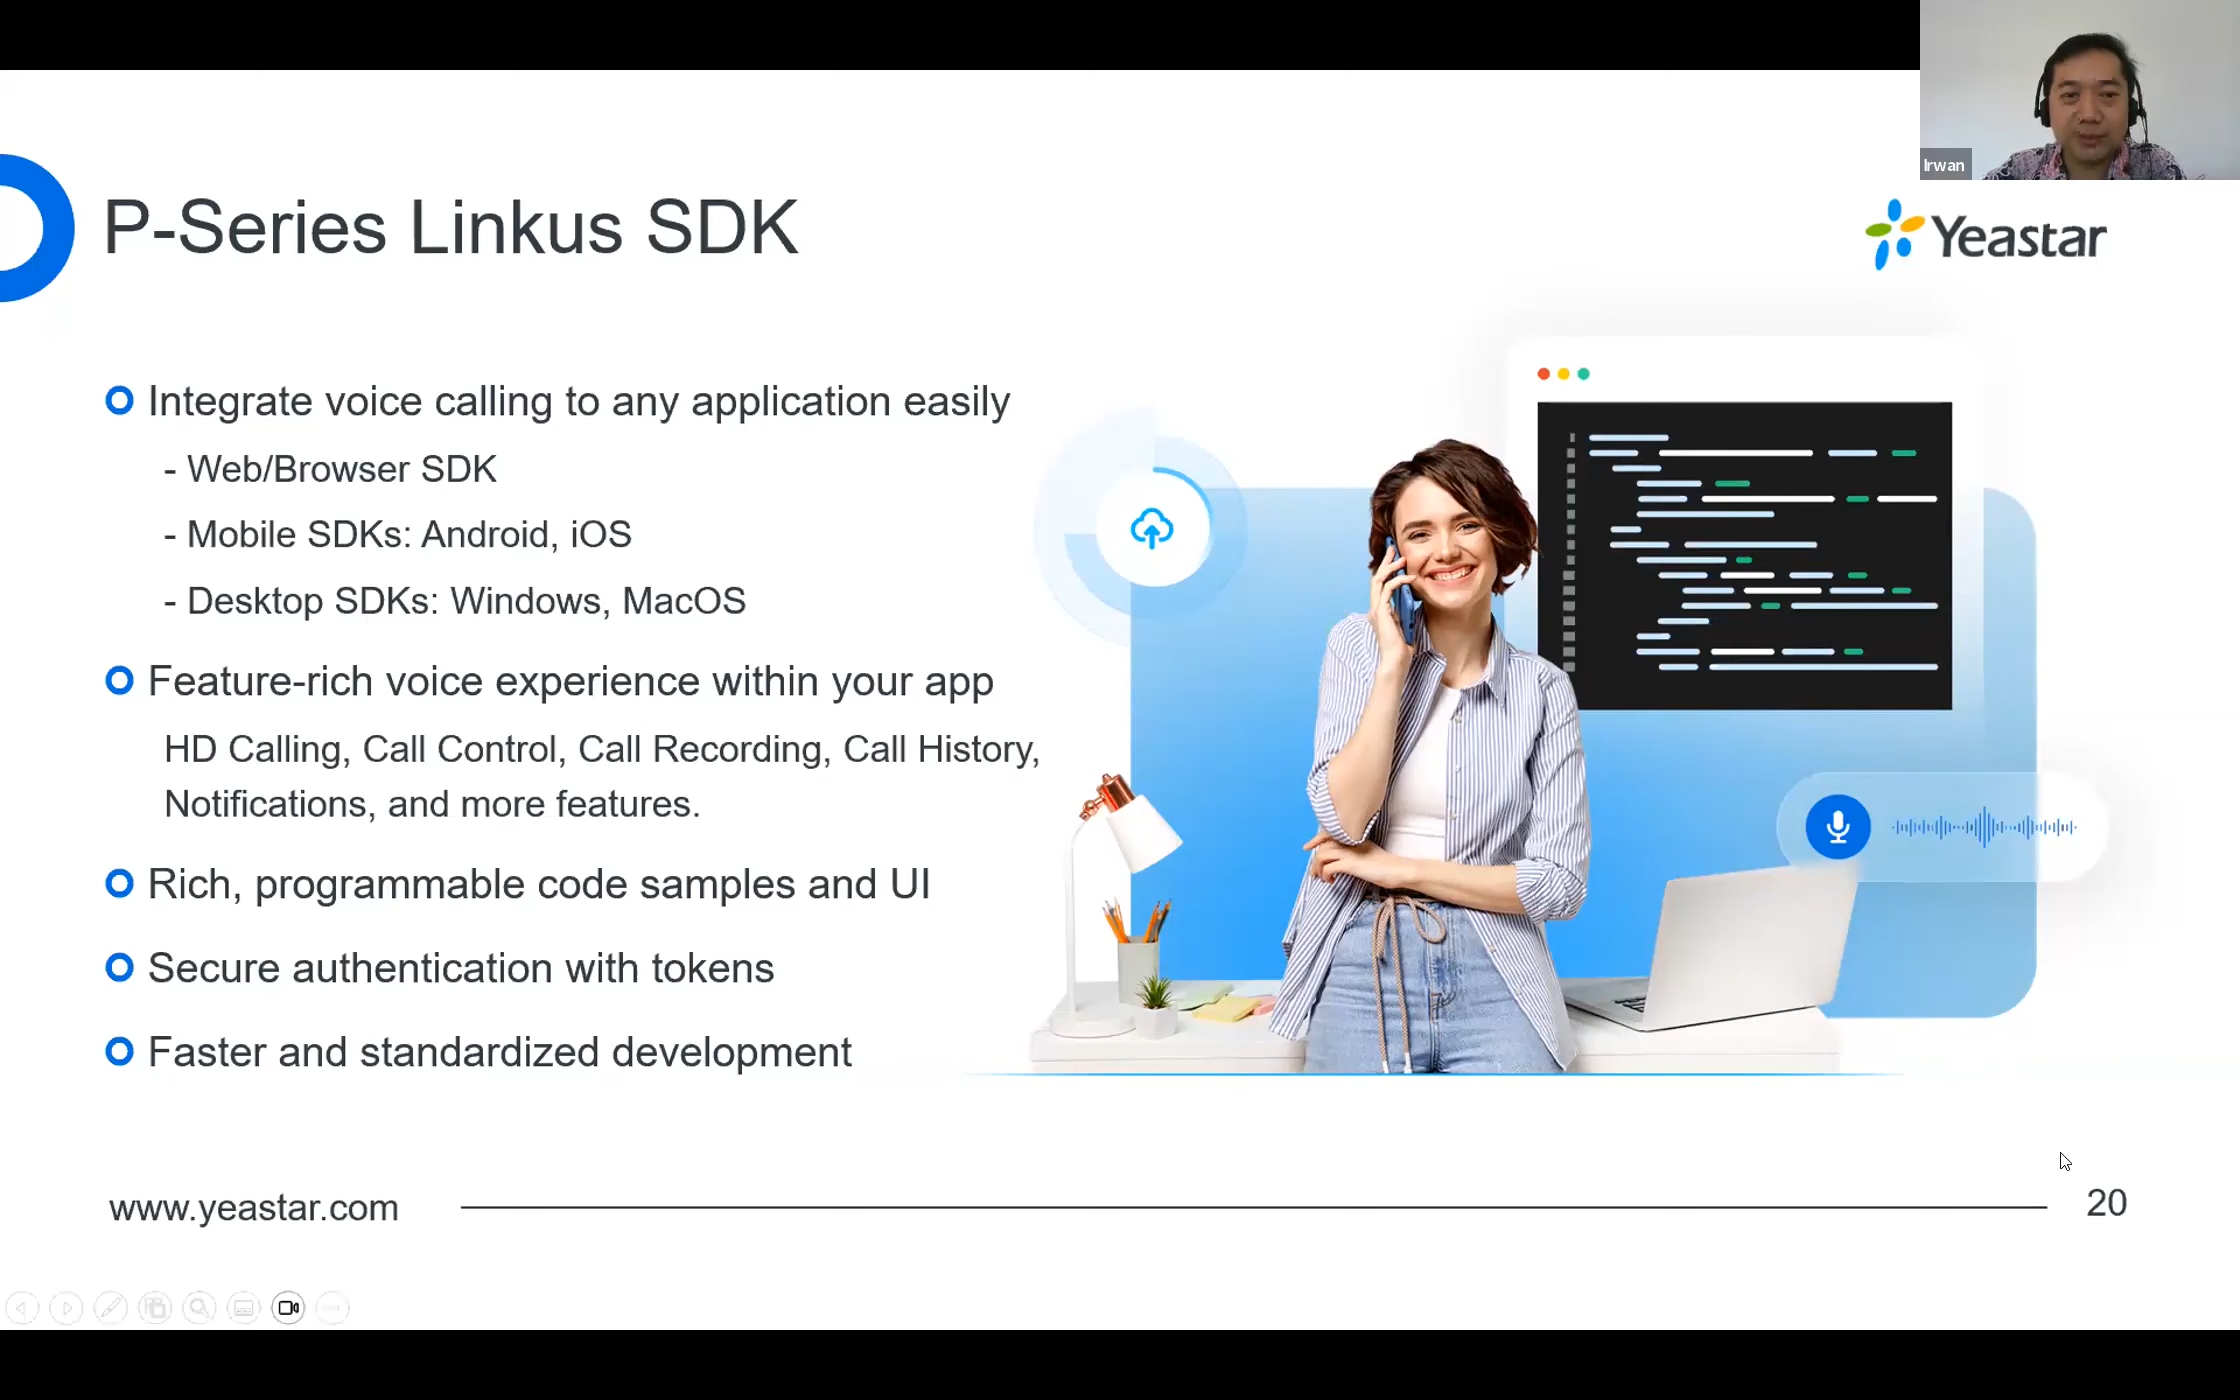 Irwan
P-Series Linkus SDK
Yeastar
Integrate voice calling to any application easily
- Web/Browser SDK
- Mobile SDKs: Android, iOS
- Desktop SDKs: Windows, MacOS
Feature-rich voice experience within your app
HD Calling, Call Control, Call Recording, Call History,
Notifications, and more features.
Rich, programmable code samples and UI
Secure authentication with tokens
Faster and standardized development
www.yeastar.com
20